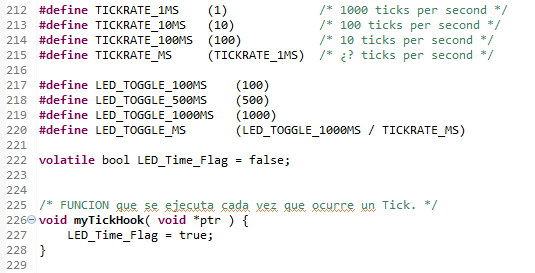 212 #define TICKRATE_1MS (1) /* 1000 ticks per second */
213 #define TICKRATE_10MS (10) /* 100 ticks per second */
214 #define TICKRATE_100MS (100) /* 10 ticks per second */
215 #define TICKRATE_MS (TICKRATE_1MS) /* ¿? ticks per second */
216
217 #define LED_TOGGLE_100MS (100)
218 #define LED_TOGGLE_500MS (500)
219 #define LED_TOGGLE_1000MS (1000)
220 #define LED_TOGGLE_MS (LED_TOGGLE_1000MS / TICKRATE_MS)
221
222 volatile bool LED_Time_Flag = false;
223
224
225 /* FUNCION que se ejecuta cada vez que ocurre un Tick. */
226 void myTickHook( void *ptr ) {
227 LED_Time_Flag = true;
228 }
229